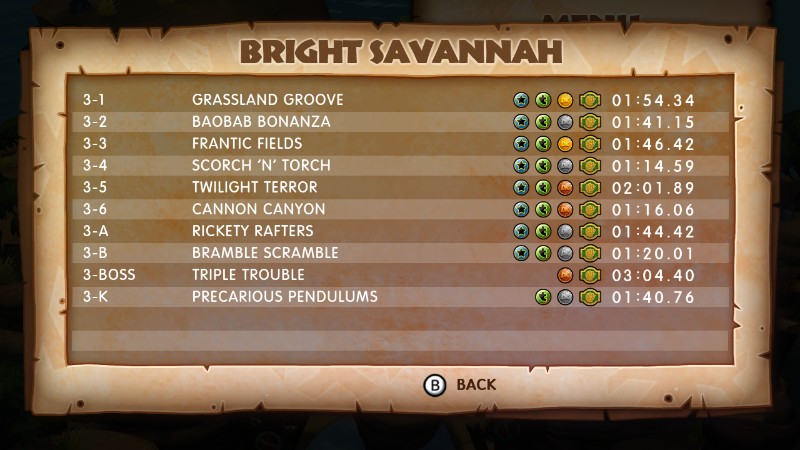 MENU
BRIGHT SAVANNAH
3-1 GRASSLAND GROOVE 01:54.34
3-2 BAOBAB BONANZA 01:41.15
3-3 FRANTIC FIELDS 01:46.42
3-4 SCORCH ‘N’ TORCH 01:14.59
3-5 TWILIGHT TERROR 02:01.89
3-6 CANNON CANYON 01:16.06
3-A RICKETY RAFTERS 01:44.42
3-B BRAMBLE SCRAMBLE 01:20.01
3-BOSS TRIPLE TROUBLE 03:04.40
3-K PRECARIOUS PENDULUMS 01:40.76
B BACK